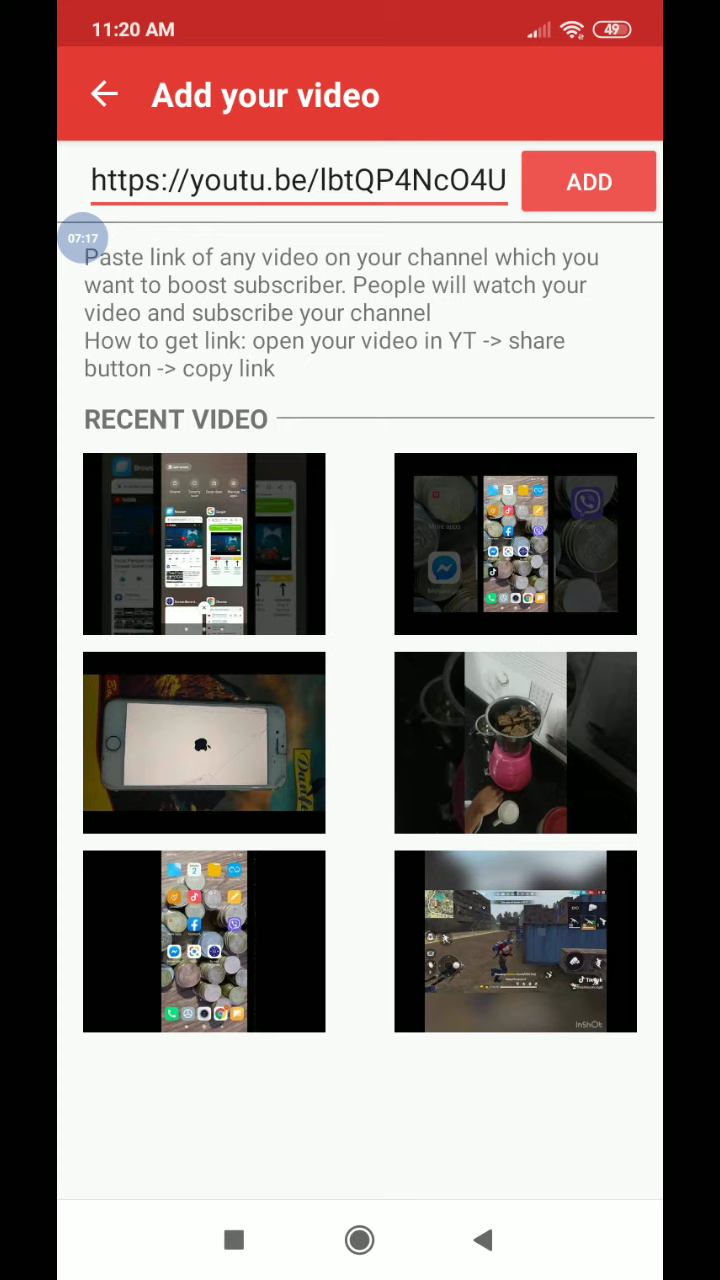 11:20 AM
49
Add your video
https://youtu.be/lbtQP4NcO4U
ADD
07:17
Paste link of any video on your channel which you
want to boost subscriber. People will watch your
video and subscribe your channel
How to get link: open your video in YT -> share
button -> copy link
RECENT VIDEO
InShOt